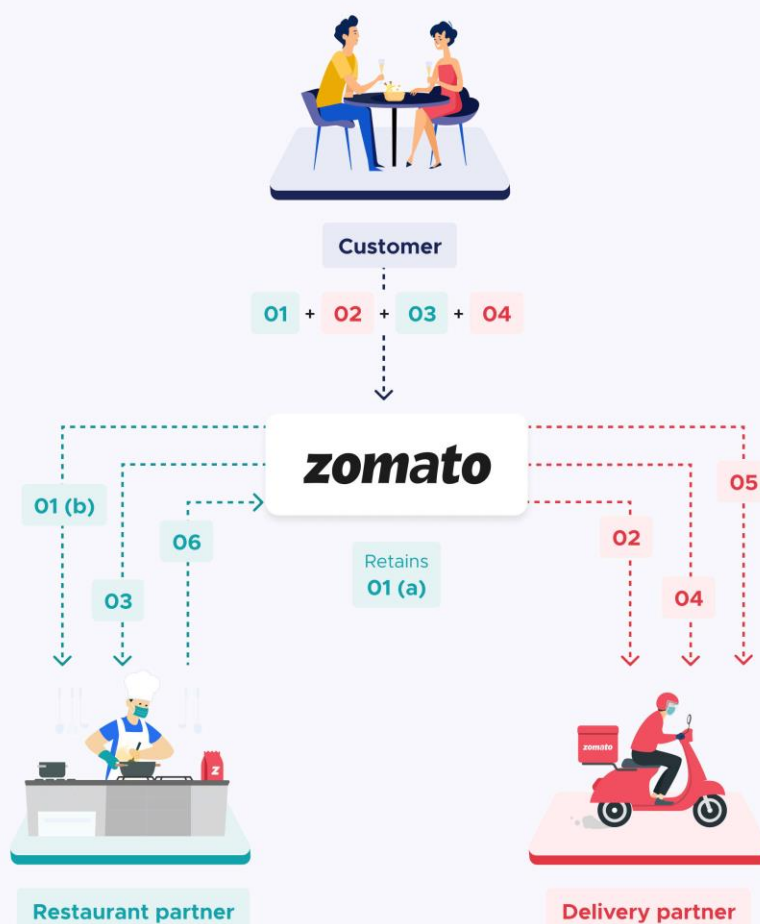 Customer
01 + 02 + 03 + 04
zomato
01 (b)
03
06
Retains
01 (a)
02
04
05
z
zomato
Restaurant partner
Delivery partner